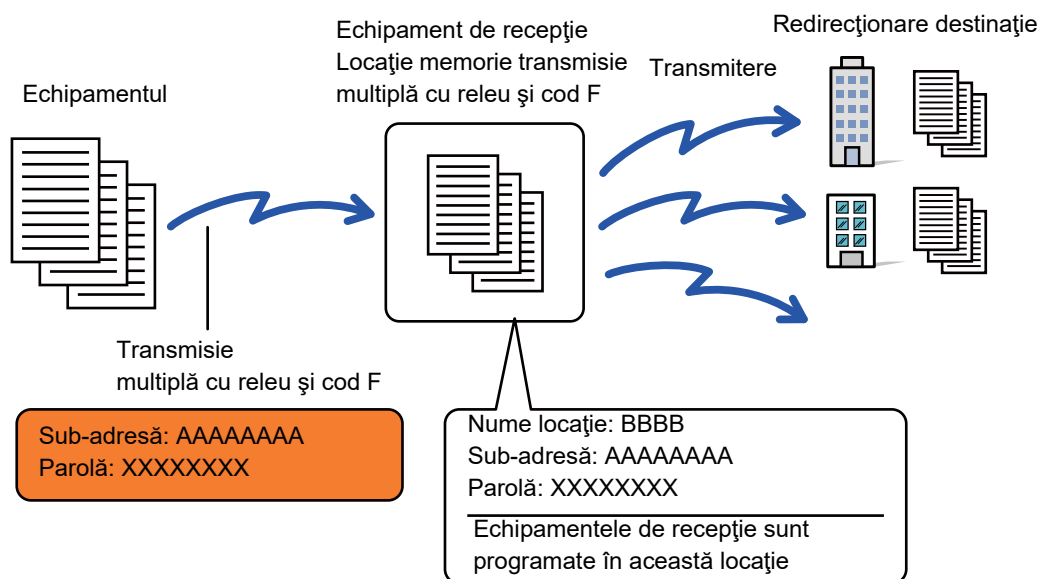 Echipamentul
Echipament de recepţie
Locaţie memorie transmisie
multiplă cu releu şi cod F
Transmitere
Redirecţionare destinaţie
Transmisie
multiplă cu releu şi cod F
Sub-adresă: AAAAAAAA
Parolă: XXXXXXXX
Nume locaţie: BBBB
Sub-adresă: AAAAAAAA
Parolă: XXXXXXXX
Echipamentele de recepţie sunt
programate în această locaţie